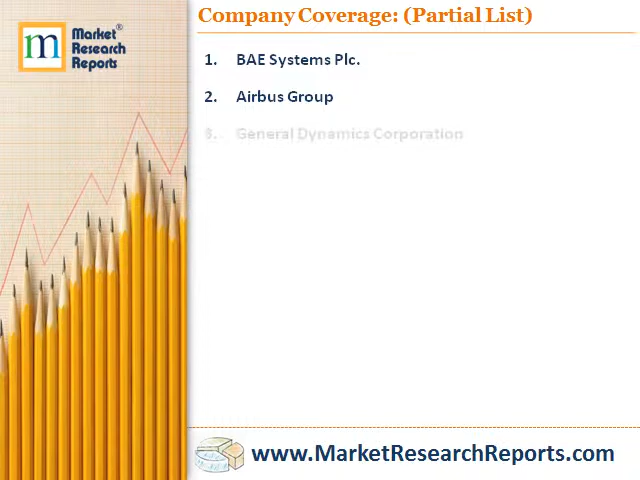 Company Coverage: (Partial List)
m Market® Research Reports
1. BAE Systems Plc.
2. Airbus Group
3. General Dynamics Corporation
www.MarketResearchReports.com